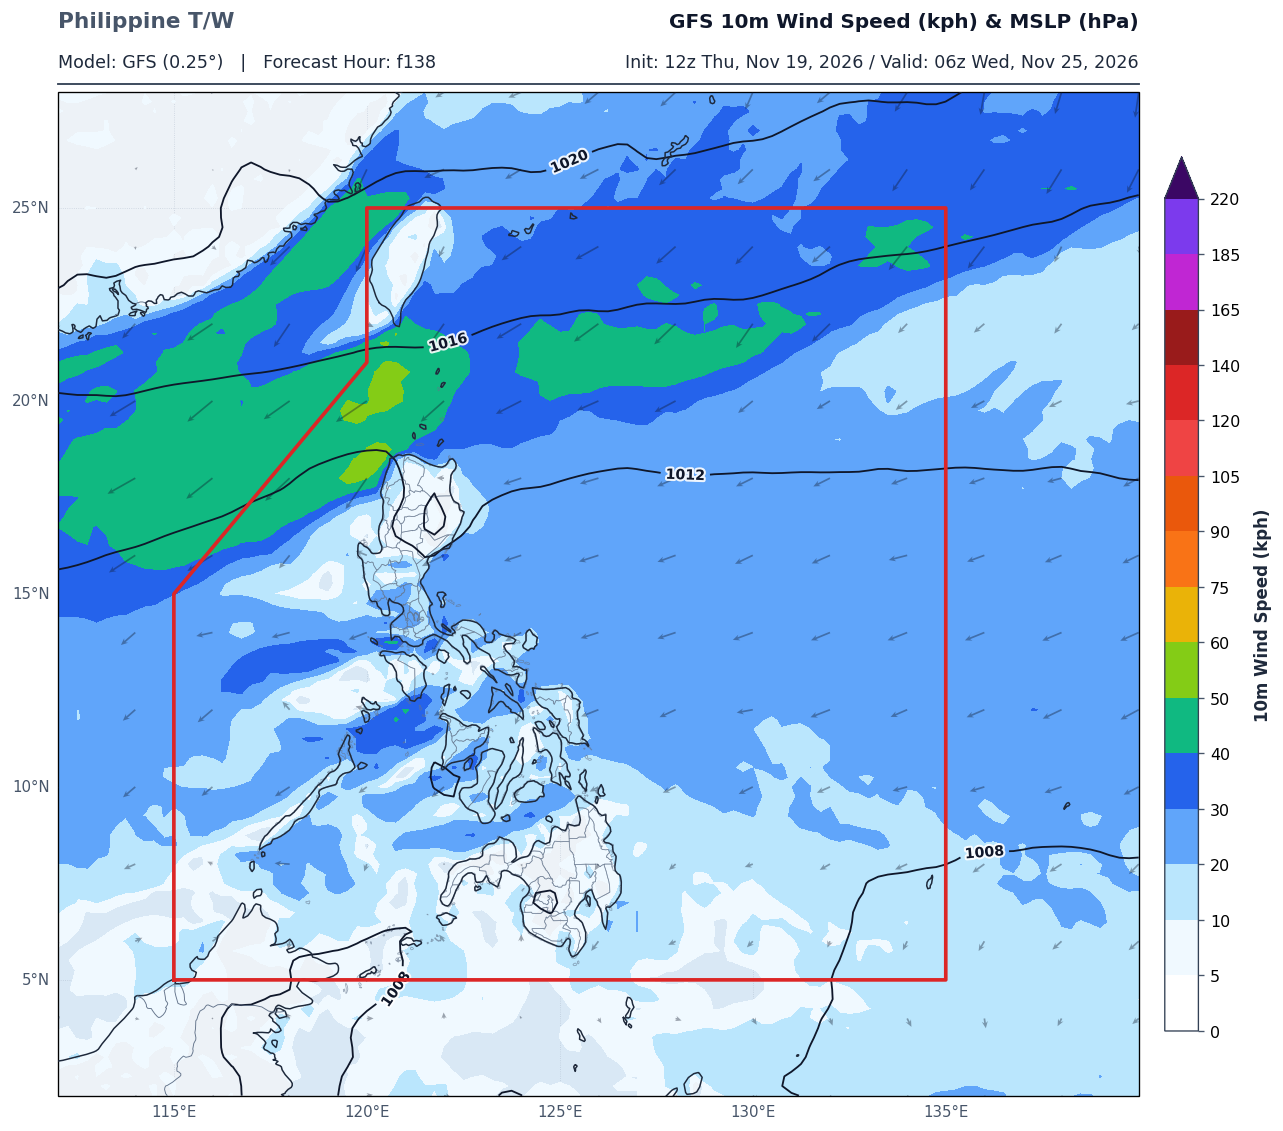 Philippine T/W
GFS 10m Wind Speed (kph) & MSLP (hPa)
Model: GFS (0.25°)   |   Forecast Hour: f138
Init: 12z Thu, Nov 19, 2026 / Valid: 06z Wed, Nov 25, 2026
1020
1016
1012
1008
1008
25°N
20°N
15°N
10°N
5°N
115°E
120°E
125°E
130°E
135°E
220
185
165
140
120
105
90
75
60
50
40
30
20
10
5
0
10m Wind Speed (kph)